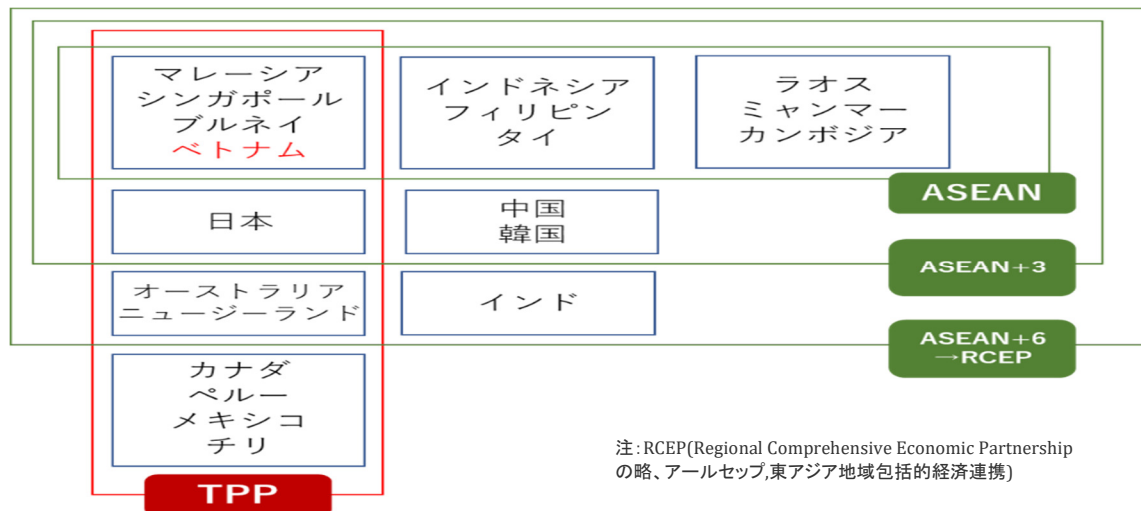 マレーシア
シンガポール
ブルネイ
ベトナム
インドネシア
フィリピン
タイ
ラオス
ミャンマー
カンボジア
ASEAN
日本
中国
韓国
ASEAN+3
オーストラリア
ニュージーランド
インド
ASEAN+6
→RCEP
カナダ
ペルー
メキシコ
チリ
TPP
注:RCEP(Regional Comprehensive Economic Partnership
の略、アールセップ,東アジア地域包括的経済連携)